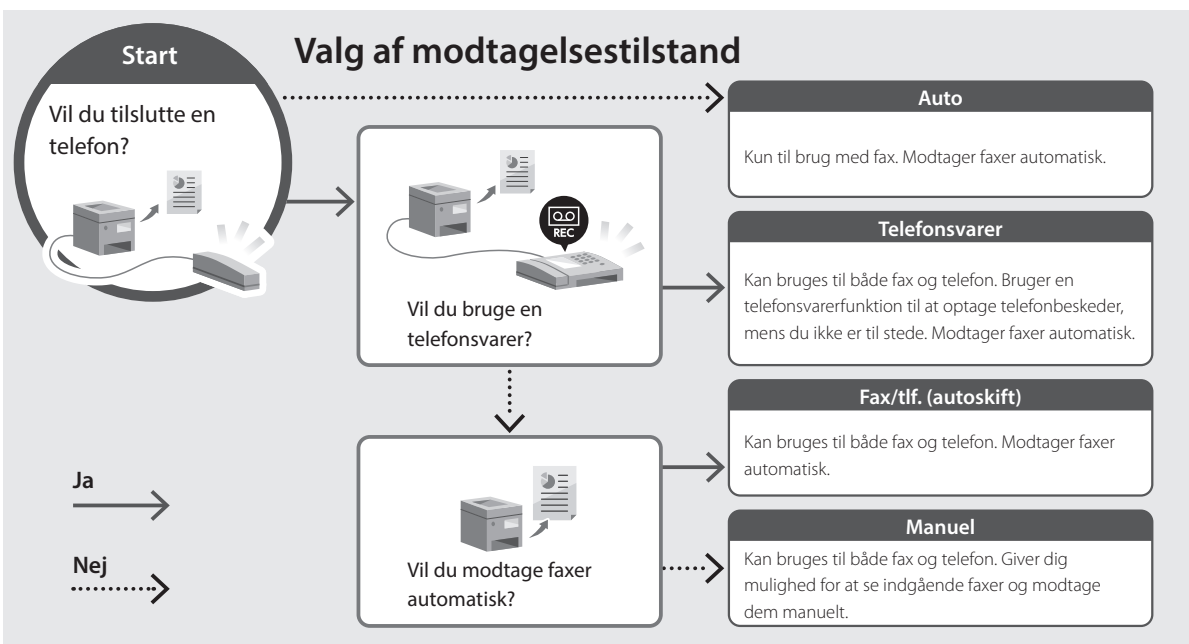 Valg af modtagelsestilstand
Start
Vil du tilslutte en
telefon?
REC
Vil du bruge en
telefonsvarer?
Vil du modtage faxer
automatisk?
Auto
Kun til brug med fax. Modtager faxer automatisk.
Telefonsvarer
Kan bruges til både fax og telefon. Bruger en
telefonsvarerfunktion til at optage telefonbeskeder,
mens du ikke er til stede. Modtager faxer automatisk.
Fax/tlf. (autoskift)
Kan bruges til både fax og telefon. Modtager faxer
automatisk.
Manuel
Kan bruges til både fax og telefon. Giver dig
mulighed for at se indgående faxer og modtage
dem manuelt.
Ja
Nej